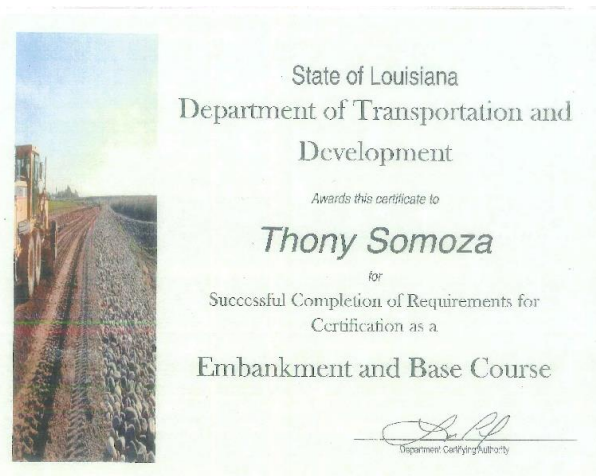 State of Louisiana
Department of Transportation and
Development
Awards this certificate to
Thony Somoza
for
Successful Completion of Requirements for
Certification as a
Embankment and Base Course
Department Certifying Authority